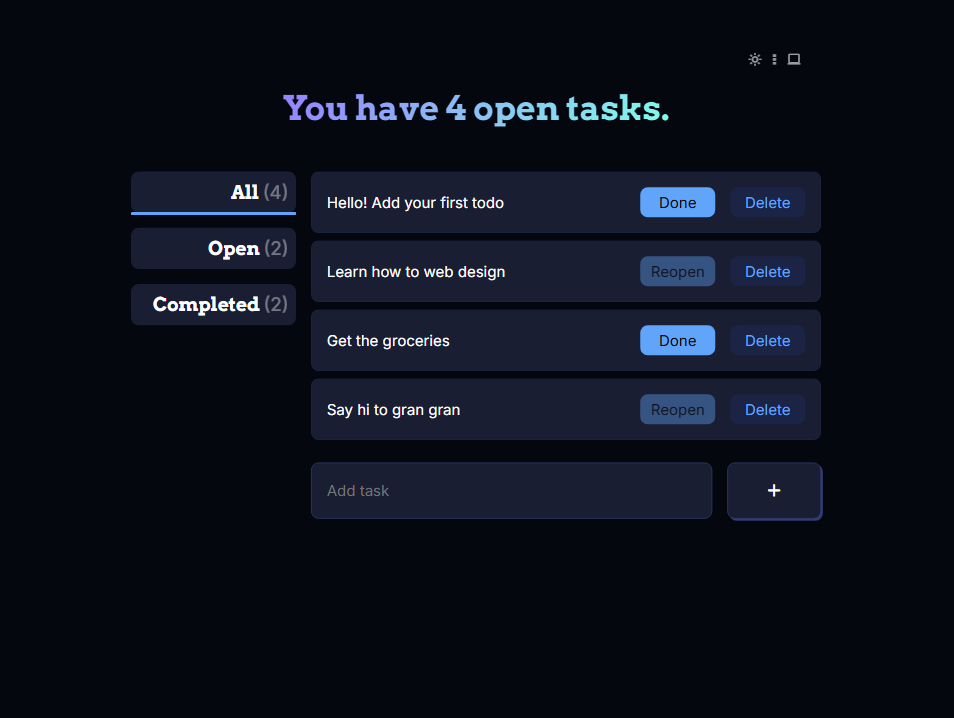 You have 4 open tasks.
All (4)
Open (2)
Completed (2)
Hello! Add your first todo Done Delete
Learn how to web design Reopen Delete
Get the groceries Done Delete
Say hi to gran gran Reopen Delete
Add task +